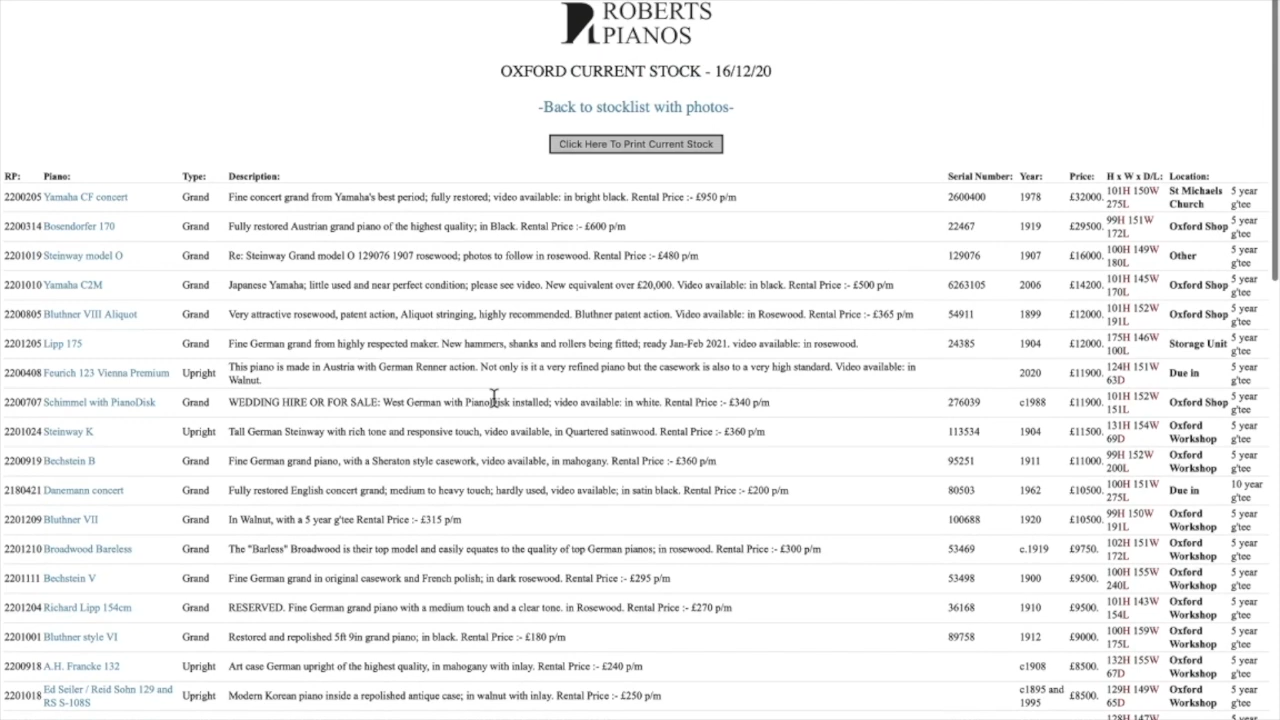 ROBERTS
PIANOS
OXFORD CURRENT STOCK - 16/12/20
-Back to stocklist with photos-
Click Here To Print Current Stock
RP: Piano: Type: Description: Serial Number: Year: Price: H x W x D/L: Location:
2200205 Yamaha CF concert Grand Fine concert grand from Yamaha's best period; fully restored; video available: in bright black. Rental Price :- £950 p/m 2600400 1978 £32000. 101H 150W 275L St Michaels Church 5 year g'tee
2200314 Bosendorfer 170 Grand Fully restored Austrian grand piano of the highest quality; in Black. Rental Price :- £600 p/m 22467 1919 £29500. 99H 151W 172L Oxford Shop 5 year g'tee
2201019 Steinway model O Grand Re: Steinway Grand model O 129076 1907 rosewood; photos to follow in rosewood. Rental Price :- £480 p/m 129076 1907 £16000. 100H 149W 180L Other 5 year g'tee
2201010 Yamaha C2M Grand Japanese Yamaha; little used and near perfect condition; please see video. New equivalent over £20,000. Video available: in black. Rental Price :- £500 p/m 6263105 2006 £14200. 101H 145W 170L Oxford Shop 5 year g'tee
2200805 Bluthner VIII Aliquot Grand Very attractive rosewood, patent action, Aliquot stringing, highly recommended. Bluthner patent action. Video available: in Rosewood. Rental Price :- £365 p/m 54911 1899 £12000. 101H 152W 191L Oxford Shop 5 year g'tee
2201205 Lipp 175 Grand Fine German grand from highly respected maker. New hammers, shanks and rollers being fitted; ready Jan-Feb 2021. video available: in rosewood. 24385 1904 £12000. 175H 146W 100L Storage Unit 5 year g'tee
2200408 Feurich 123 Vienna Premium Upright This piano is made in Austria with German Renner action. Not only is it a very refined piano but the casework is also to a very high standard. Video available: in Walnut. 2020 £11900. 124H 151W 63D Due in 5 year g'tee
2200707 Schimmel with PianoDisk Grand WEDDING HIRE OR FOR SALE: West German with PianoDisk installed; video available: in white. Rental Price :- £340 p/m 276039 c1988 £11900. 101H 152W 151L Oxford Shop 5 year g'tee
2201024 Steinway K Upright Tall German Steinway with rich tone and responsive touch, video available, in Quartered satinwood. Rental Price :- £360 p/m 113534 1904 £11500. 131H 154W 69D Oxford Workshop 5 year g'tee
2200919 Bechstein B Grand Fine German grand piano, with a Sheraton style casework, video available, in mahogany. Rental Price :- £360 p/m 95251 1911 £11000. 99H 152W 200L Oxford Workshop 5 year g'tee
2180421 Danemann concert Grand Fully restored English concert grand; medium to heavy touch; hardly used, video available; in satin black. Rental Price :- £200 p/m 80503 1962 £10500. 100H 151W 275L Due in 10 year g'tee
2201209 Bluthner VII Grand In Walnut, with a 5 year g'tee Rental Price :- £315 p/m 100688 1920 £10500. 99H 150W 191L Oxford Workshop 5 year g'tee
2201210 Broadwood Bareless Grand The "Barless" Broadwood is their top model and easily equates to the quality of top German pianos; in rosewood. Rental Price :- £300 p/m 53469 c.1919 £9750. 102H 151W 172L Oxford Workshop 5 year g'tee
2201111 Bechstein V Grand Fine German grand in original casework and French polish; in dark rosewood. Rental Price :- £295 p/m 53498 1900 £9500. 100H 155W 240L Oxford Workshop 5 year g'tee
2201204 Richard Lipp 154cm Grand RESERVED. Fine German grand piano with a medium touch and a clear tone. in Rosewood. Rental Price :- £270 p/m 36168 1910 £9500. 101H 143W 154L Oxford Workshop 5 year g'tee
2201001 Bluthner style VI Grand Restored and repolished 5ft 9in grand piano; in black. Rental Price :- £180 p/m 89758 1912 £9000. 100H 159W 175L Oxford Workshop 5 year g'tee
2200918 A.H. Francke 132 Upright Art case German upright of the highest quality, in mahogany with inlay. Rental Price :- £240 p/m c1908 £8500. 132H 155W 67D Oxford Workshop 5 year g'tee
2201018 Ed Seiler / Reid Sohn 129 and RS S-108S Upright Modern Korean piano inside a repolished antique case; in walnut with inlay. Rental Price :- £250 p/m c1895 and 1995 £8500. 129H 149W 65D Oxford Workshop 5 year g'tee